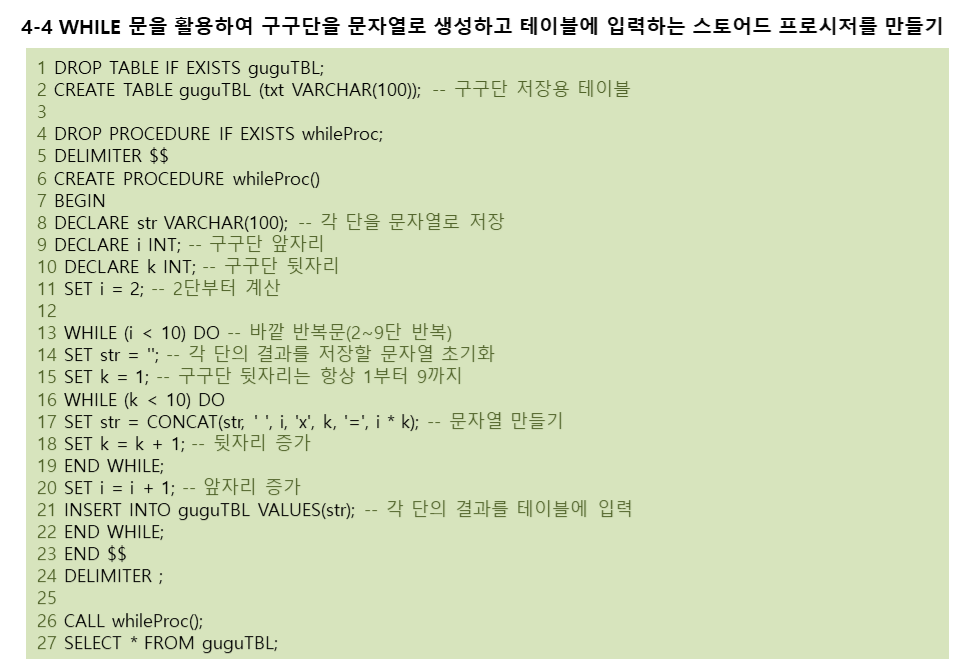 4-4 WHILE 문을 활용하여 구구단을 문자열로 생성하고 테이블에 입력하는 스토어드 프로시저를 만들기
1 DROP TABLE IF EXISTS guguTBL;
2 CREATE TABLE guguTBL (txt VARCHAR(100)); -- 구구단 저장용 테이블
3
4 DROP PROCEDURE IF EXISTS whileProc;
5 DELIMITER $$
6 CREATE PROCEDURE whileProc()
7 BEGIN
8 DECLARE str VARCHAR(100); -- 각 단을 문자열로 저장
9 DECLARE i INT; -- 구구단 앞자리
10 DECLARE k INT; -- 구구단 뒷자리
11 SET i = 2; -- 2단부터 계산
12
13 WHILE (i < 10) DO -- 바깥 반복문(2~9단 반복)
14 SET str = ''; -- 각 단의 결과를 저장할 문자열 초기화
15 SET k = 1; -- 구구단 뒷자리는 항상 1부터 9까지
16 WHILE (k < 10) DO
17 SET str = CONCAT(str, ' ', i, 'x', k, '=', i * k); -- 문자열 만들기
18 SET k = k + 1; -- 뒷자리 증가
19 END WHILE;
20 SET i = i + 1; -- 앞자리 증가
21 INSERT INTO guguTBL VALUES(str); -- 각 단의 결과를 테이블에 입력
22 END WHILE;
23 END $$
24 DELIMITER ;
25
26 CALL whileProc();
27 SELECT * FROM guguTBL;